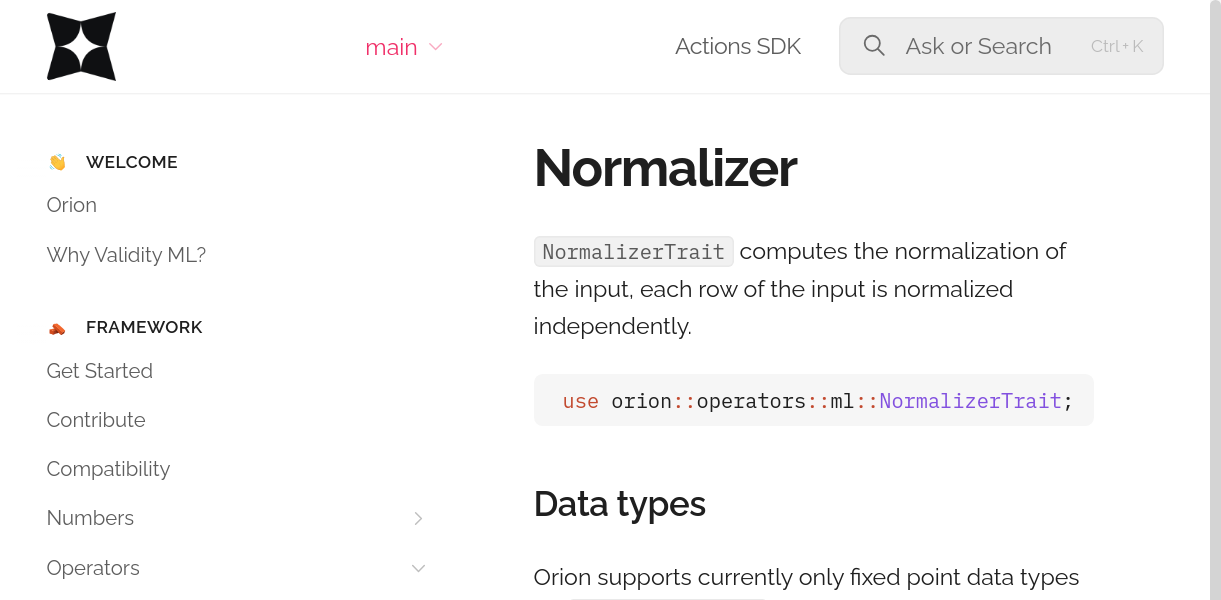 main
Actions SDK
Ask or Search
Ctrl+K
WELCOME
Orion
Why Validity ML?
FRAMEWORK
Get Started
Contribute
Compatibility
Numbers
Operators
Normalizer
NormalizerTrait computes the normalization of
the input, each row of the input is normalized
independently.
use orion::operators::ml::NormalizerTrait;
Data types
Orion supports currently only fixed point data types